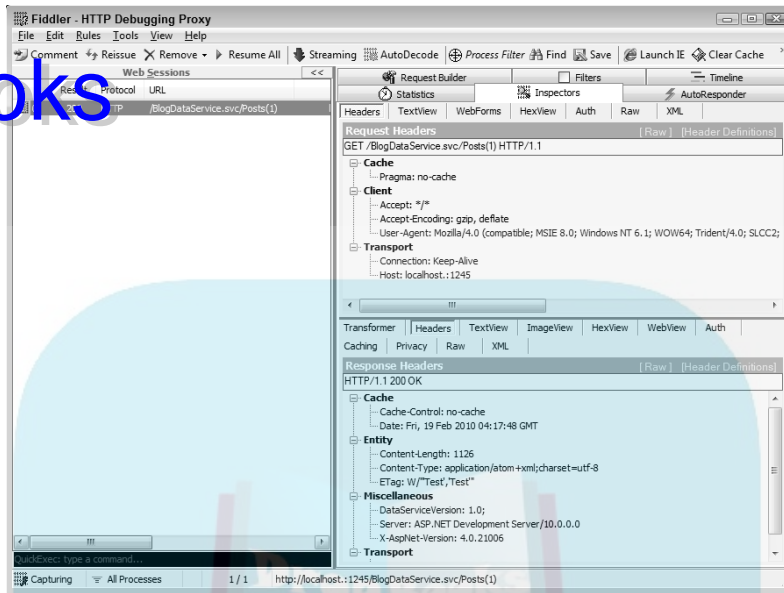 Fiddler - HTTP Debugging Proxy
File Edit Rules Tools View Help
Comment Reissue Remove Resume All Streaming AutoDecode Process Filter Find Save Launch IE Clear Cache
Web Sessions <<
oks
Result Protocol URL
/BlogDataService.svc/Posts(1)
Request Builder Filters Timeline
Statistics Inspectors AutoResponder
Headers TextView WebForms HexView Auth Raw XML
Request Headers [ Raw ] [Header Definitions]
GET /BlogDataService.svc/Posts(1) HTTP/1.1
Cache
Pragma: no-cache
Client
Accept: */*
Accept-Encoding: gzip, deflate
User-Agent: Mozilla/4.0 (compatible; MSIE 8.0; Windows NT 6.1; WOW64; Trident/4.0; SLCC2;
Transport
Connection: Keep-Alive
Host: localhost.:1245
Transformer Headers TextView ImageView HexView WebView Auth
Caching Privacy Raw XML
Response Headers [ Raw ] [Header Definitions]
HTTP/1.1 200 OK
Cache
Cache-Control: no-cache
Date: Fri, 19 Feb 2010 04:17:48 GMT
Entity
Content-Length: 1126
Content-Type: application/atom+xml;charset=utf-8
ETag: W/"'Test','Test'"
Miscellaneous
DataServiceVersion: 1.0;
Server: ASP.NET Development Server/10.0.0.0
X-AspNet-Version: 4.0.21006
Transport
QuickExec: type a command...
Capturing All Processes 1 / 1 http://localhost.:1245/BlogDataService.svc/Posts(1)